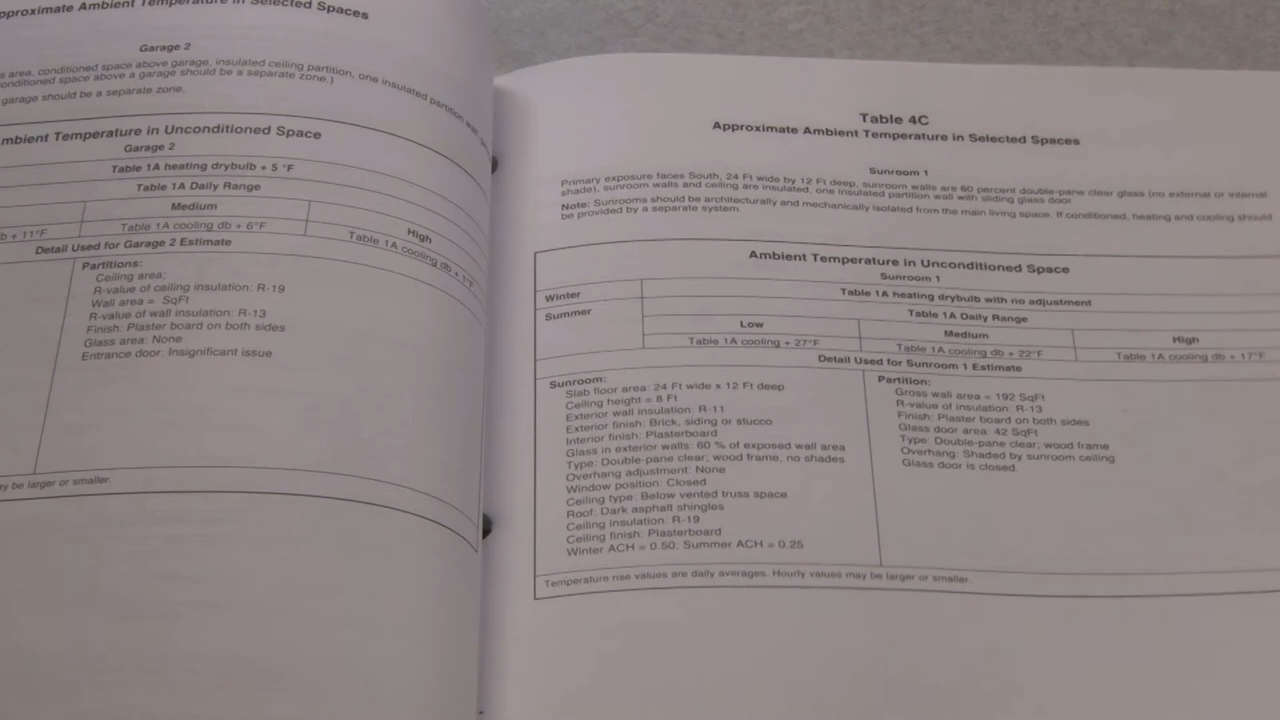 pproximate Ambient Temperature in Selected Spaces
Garage 2
s area, conditioned space above garage, insulated ceiling partition, one insulated partition wall
onditioned space above a garage should be a separate zone.)
garage should be a separate zone.
mbient Temperature in Unconditioned Space
Garage 2
Table 1A heating drybulb + 5 °F
Table 1A Daily Range
Medium
High
b + 11°F
Table 1A cooling db + 6°F
Table 1A cooling db + 1°F
Detail Used for Garage 2 Estimate
Partitions:
Ceiling area;
R-value of ceiling insulation: R-19
Wall area = SqFt
R-value of wall insulation: R-13
Finish: Plaster board on both sides
Glass area: None
Entrance door: Insignificant issue
ay be larger or smaller.
Table 4C
Approximate Ambient Temperature in Selected Spaces
Sunroom 1
Primary exposure faces South, 24 Ft wide by 12 Ft deep, sunroom walls are 60 percent double-pane clear glass (no external or internal
shade), sunroom walls and ceiling are insulated, one insulated partition wall with sliding glass door
Note: Sunrooms should be architecturally and mechanically isolated from the main living space. If conditioned, heating and cooling should
be provided by a separate system.
Ambient Temperature in Unconditioned Space
Sunroom 1
Winter
Table 1A heating drybulb with no adjustment
Summer
Table 1A Daily Range
Low
Medium
High
Table 1A cooling + 27°F
Table 1A cooling db + 22°F
Table 1A cooling db + 17°F
Detail Used for Sunroom 1 Estimate
Sunroom:
Slab floor area: 24 Ft wide x 12 Ft deep
Ceiling height = 8 Ft
Exterior wall insulation: R-11
Exterior finish: Brick, siding or stucco
Interior finish: Plasterboard
Glass in exterior walls: 60 % of exposed wall area
Type: Double-pane clear; wood frame, no shades
Overhang adjustment: None
Window position: Closed
Ceiling type: Below vented truss space
Roof: Dark asphalt shingles
Ceiling insulation: R-19
Ceiling finish: Plasterboard
Winter ACH = 0.50; Summer ACH = 0.25
Partition:
Gross wall area = 192 SqFt
R-value of insulation: R-13
Finish: Plaster board on both sides
Glass door area: 42 SqFt
Type: Double-pane clear; wood frame
Overhang: Shaded by sunroom ceiling
Glass door is closed.
Temperature rise values are daily averages. Hourly values may be larger or smaller.